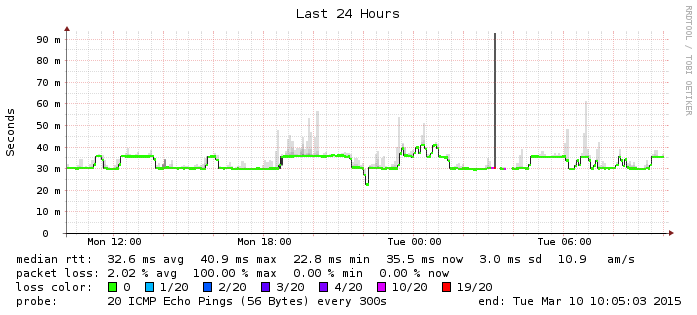 Last 24 Hours
RRDTOOL / TOBI OETIKER
Seconds
90 m
80 m
70 m
60 m
50 m
40 m
30 m
20 m
10 m
0
Mon 12:00 Mon 18:00 Tue 00:00 Tue 06:00
median rtt: 32.6 ms avg 40.9 ms max 22.8 ms min 35.5 ms now 3.0 ms sd 10.9 am/s
packet loss: 2.02 % avg 100.00 % max 0.00 % min 0.00 % now
loss color: 0 1/20 2/20 3/20 4/20 10/20 19/20
probe: 20 ICMP Echo Pings (56 Bytes) every 300s end: Tue Mar 10 10:05:03 2015